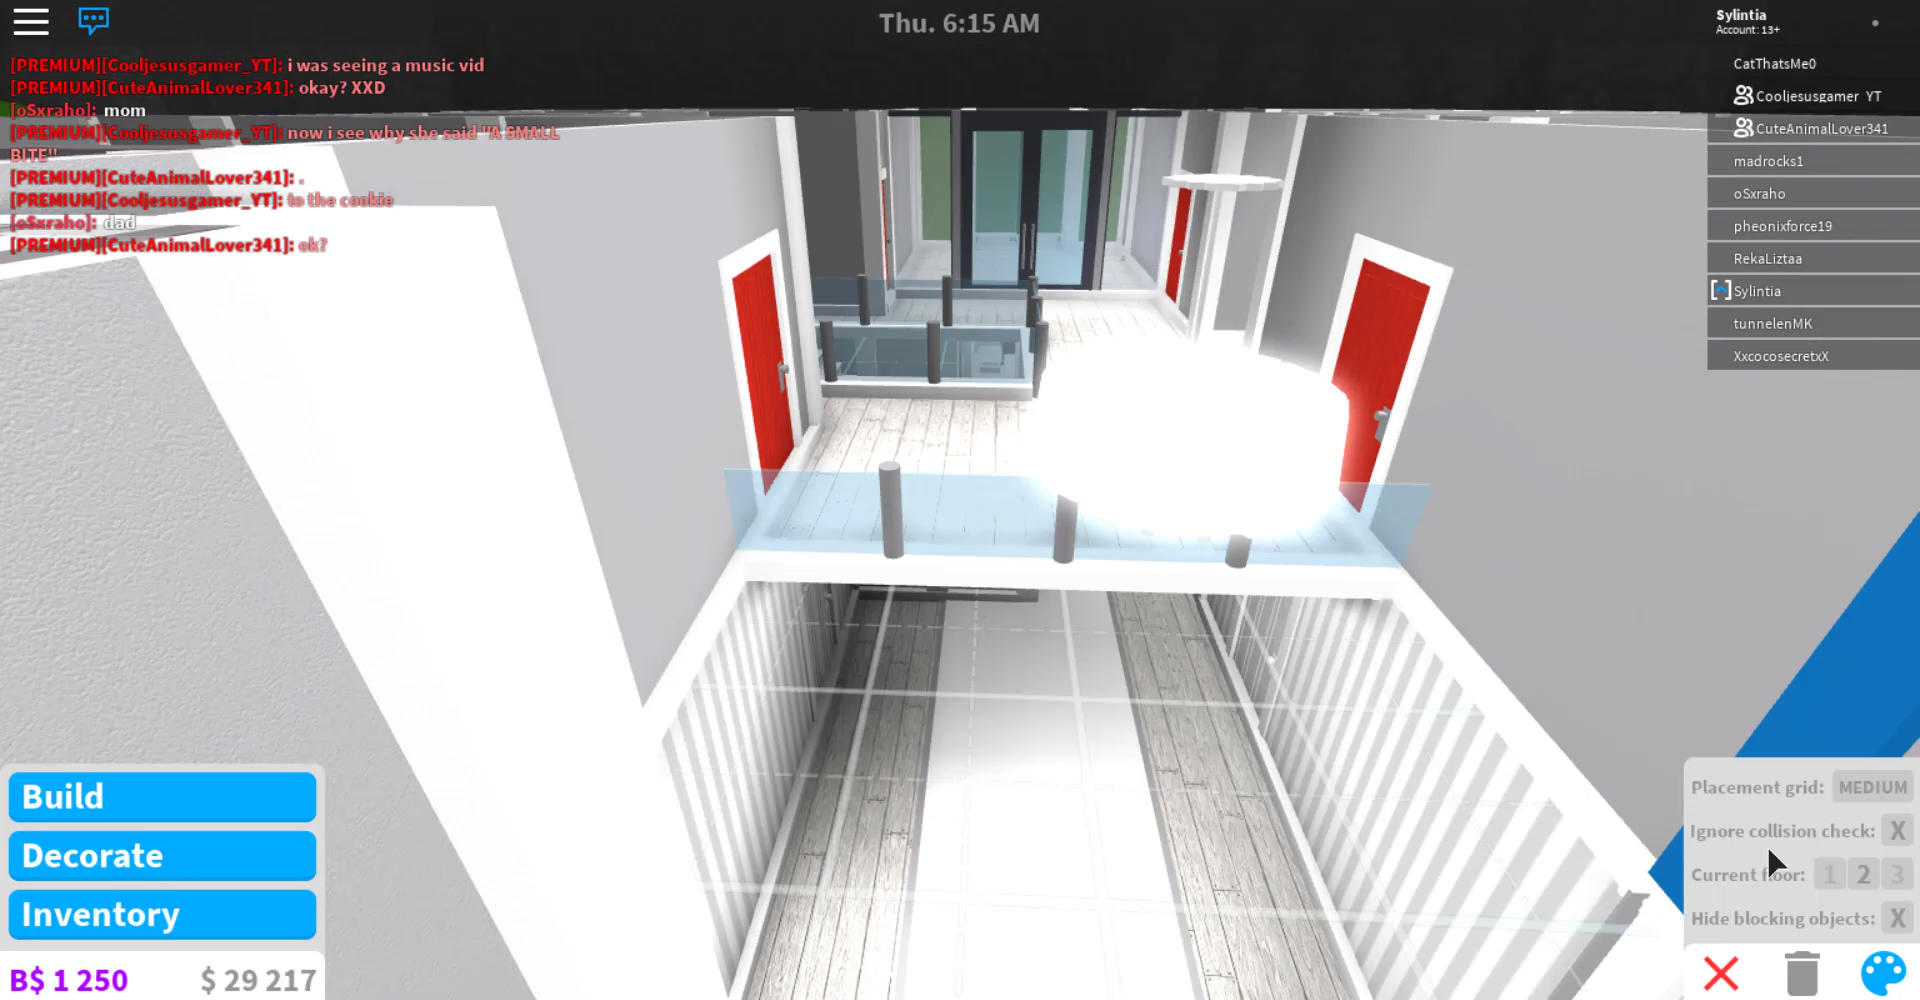 Thu. 6:15 AM
Sylintia
Account: 13+
[PREMIUM][Cooljesusgamer_YT]: i was seeing a music vid
[PREMIUM][CuteAnimalLover341]: okay? XXD
[oSxraho]: mom
[PREMIUM][Cooljesusgamer_YT]: now i see why she said "A SMALL
BITE"
[PREMIUM][CuteAnimalLover341]: .
[PREMIUM][Cooljesusgamer_YT]: to the cookie
[oSxraho]: dad
[PREMIUM][CuteAnimalLover341]: ok?
CatThatsMe0
Cooljesusgamer_YT
CuteAnimalLover341
madrocks1
oSxraho
pheonixforce19
RekaLiztaa
Sylintia
tunnelenMK
XxcocosecretxX
Build
Decorate
Inventory
B$ 1 250 $ 29 217
Placement grid: MEDIUM
Ignore collision check: X
Current floor: 1 2 3
Hide blocking objects: X